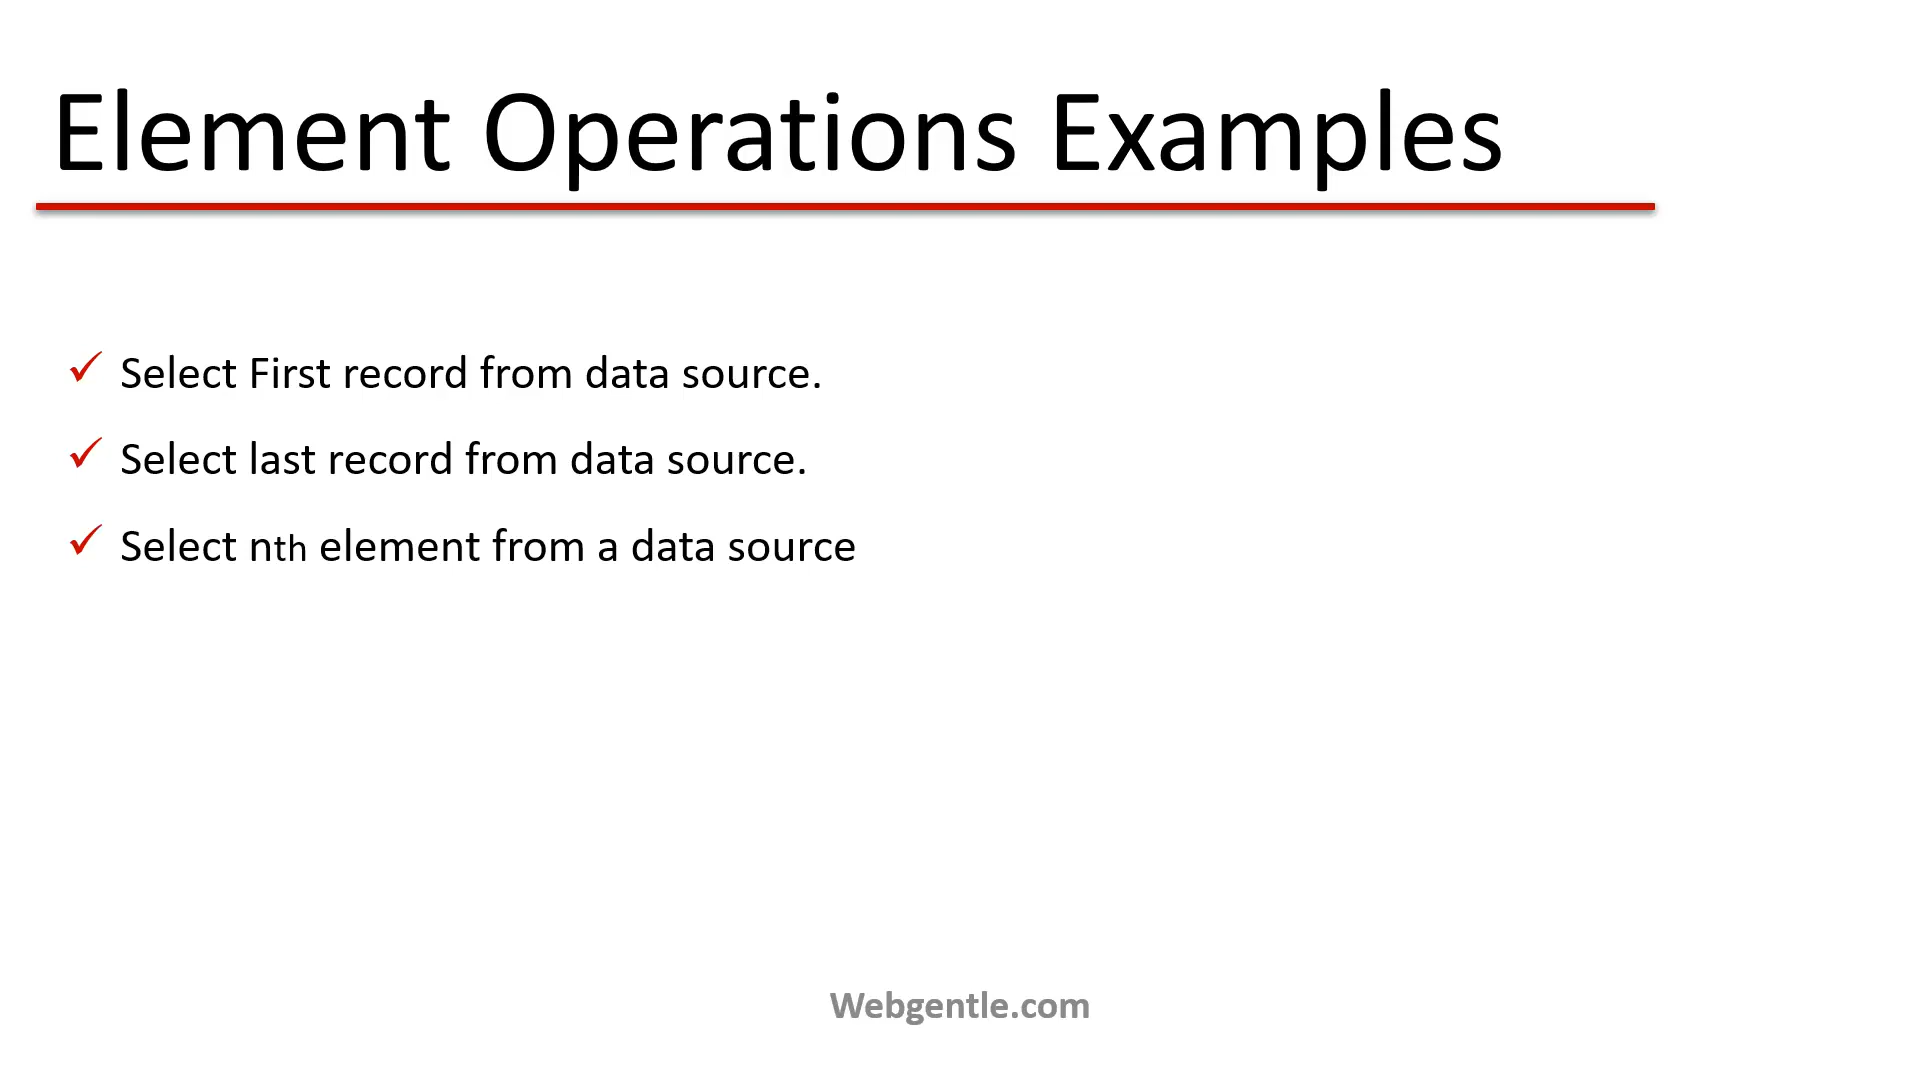 Element Operations Examples
Select First record from data source.
Select last record from data source.
Select nth element from a data source
Webgentle.com